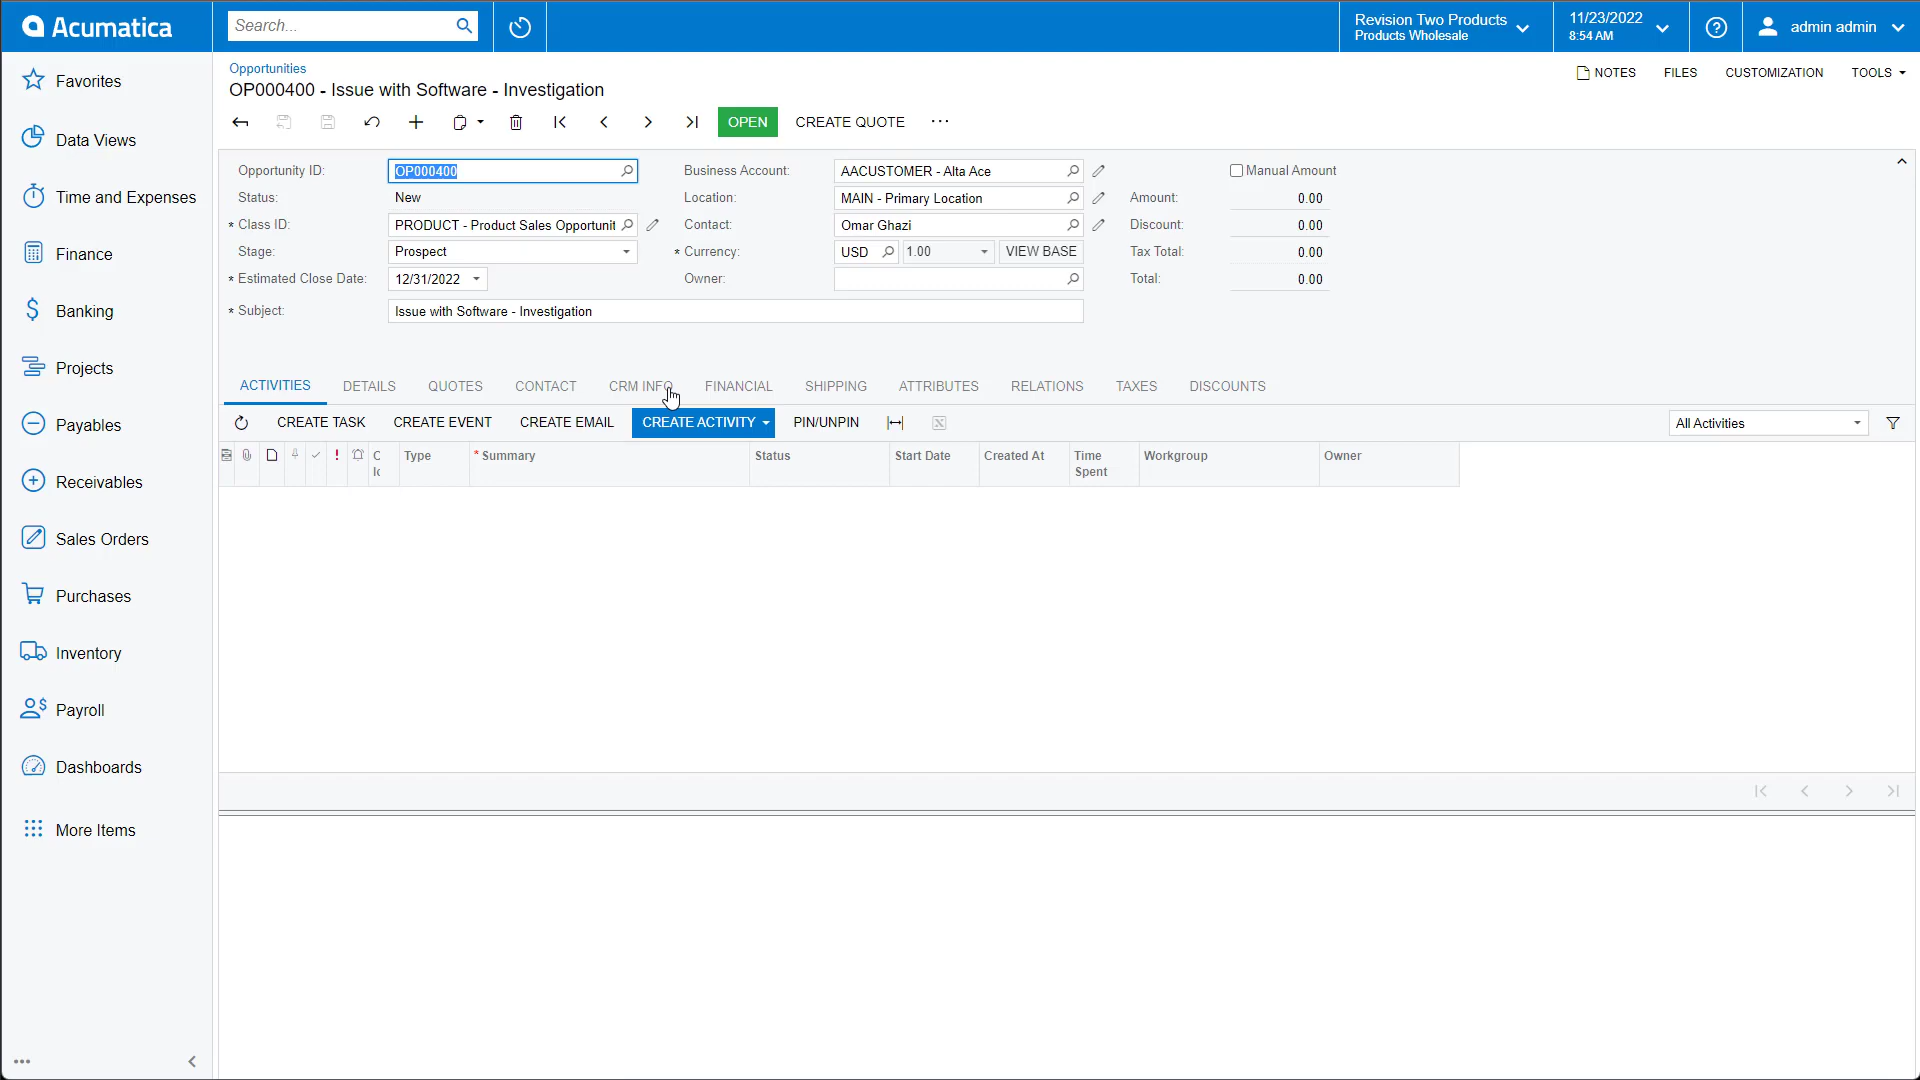 Acumatica
Search...
Revision Two Products
Products Wholesale
11/23/2022
8:54 AM
admin admin
Favorites
Data Views
Time and Expenses
Finance
Banking
Projects
Payables
Receivables
Sales Orders
Purchases
Inventory
Payroll
Dashboards
More Items
Opportunities
OP000400 - Issue with Software - Investigation
NOTES FILES CUSTOMIZATION TOOLS
OPEN CREATE QUOTE
Opportunity ID: OP000400 Business Account: AACUSTOMER - Alta Ace Manual Amount
Status: New Location: MAIN - Primary Location Amount: 0.00
* Class ID: PRODUCT - Product Sales Opportunit Contact: Omar Ghazi Discount: 0.00
Stage: Prospect * Currency: USD 1.00 VIEW BASE Tax Total: 0.00
* Estimated Close Date: 12/31/2022 Owner: Total: 0.00
* Subject: Issue with Software - Investigation
ACTIVITIES DETAILS QUOTES CONTACT CRM INFO FINANCIAL SHIPPING ATTRIBUTES RELATIONS TAXES DISCOUNTS
CREATE TASK CREATE EVENT CREATE EMAIL CREATE ACTIVITY PIN/UNPIN All Activities
C Type * Summary Status Start Date Created At Time Workgroup Owner
Spent